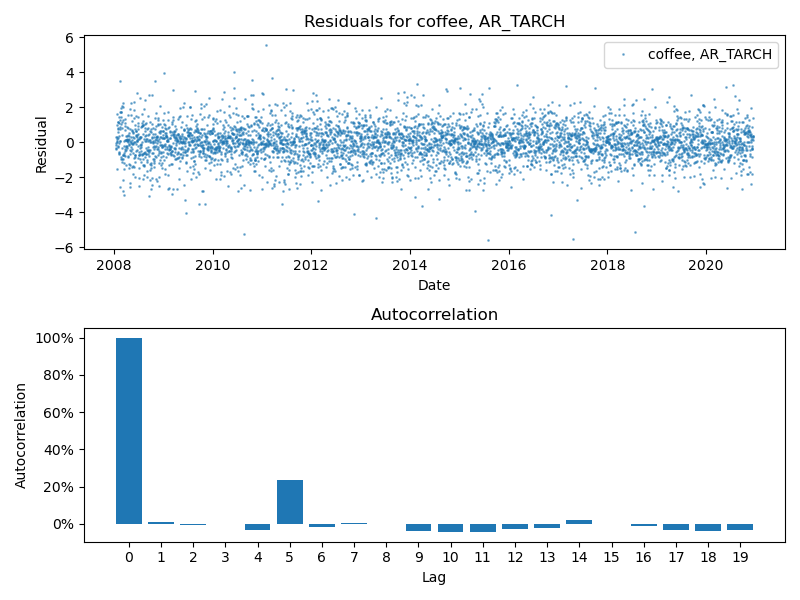 Residuals for coffee, AR_TARCH
6
4
2
0
−2
−4
−6
Residual
coffee, AR_TARCH
2008 2010 2012 2014 2016 2018 2020
Date
Autocorrelation
100%
80%
60%
40%
20%
0%
Autocorrelation
0 1 2 3 4 5 6 7 8 9 10 11 12 13 14 15 16 17 18 19
Lag